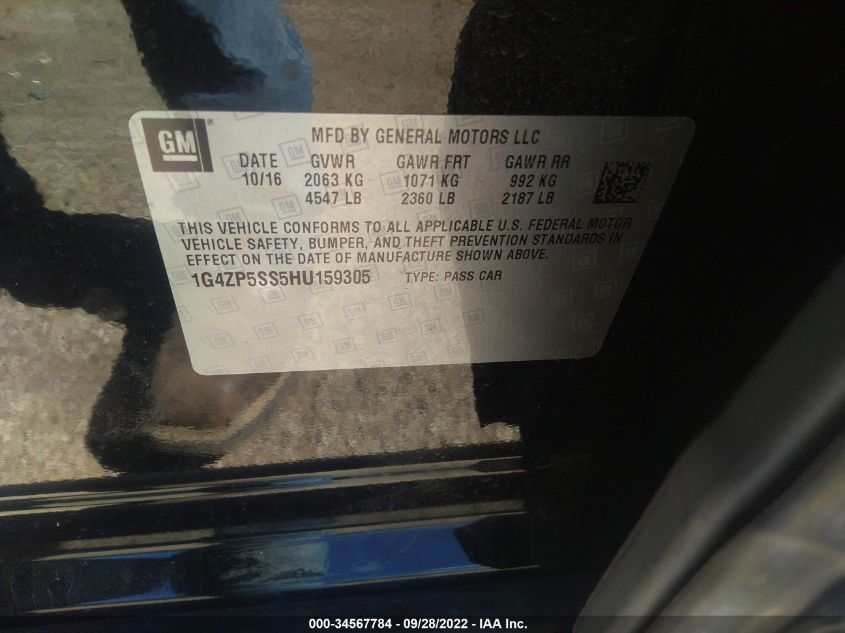 GM
MFD BY GENERAL MOTORS LLC
DATE GVWR GAWR FRT GAWR RR
10/16 2063 KG 1071 KG 992 KG
4547 LB 2360 LB 2187 LB
THIS VEHICLE CONFORMS TO ALL APPLICABLE U.S. FEDERAL MOTOR
VEHICLE SAFETY, BUMPER, AND THEFT PREVENTION STANDARDS IN
EFFECT ON THE DATE OF MANUFACTURE SHOWN ABOVE.
1G4ZP5SS5HU159305 TYPE: PASS CAR
000-34567784 - 09/28/2022 - IAA Inc.